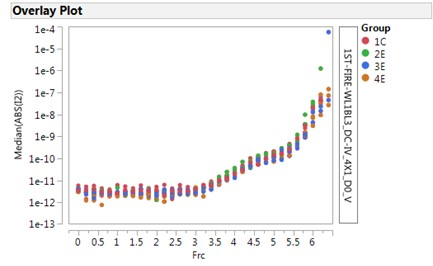 Overlay Plot
Group
1C
2E
3E
4E
1e-4
1e-5
1e-6
1e-7
1e-8
1e-9
1e-10
1e-11
1e-12
1e-13
Median(ABS(I2))
1ST-FIRE-WL1BL3_DC-IV_4X1_D0_V
0 0.5 1 1.5 2 2.5 3 3.5 4 4.5 5 5.5 6
Frc